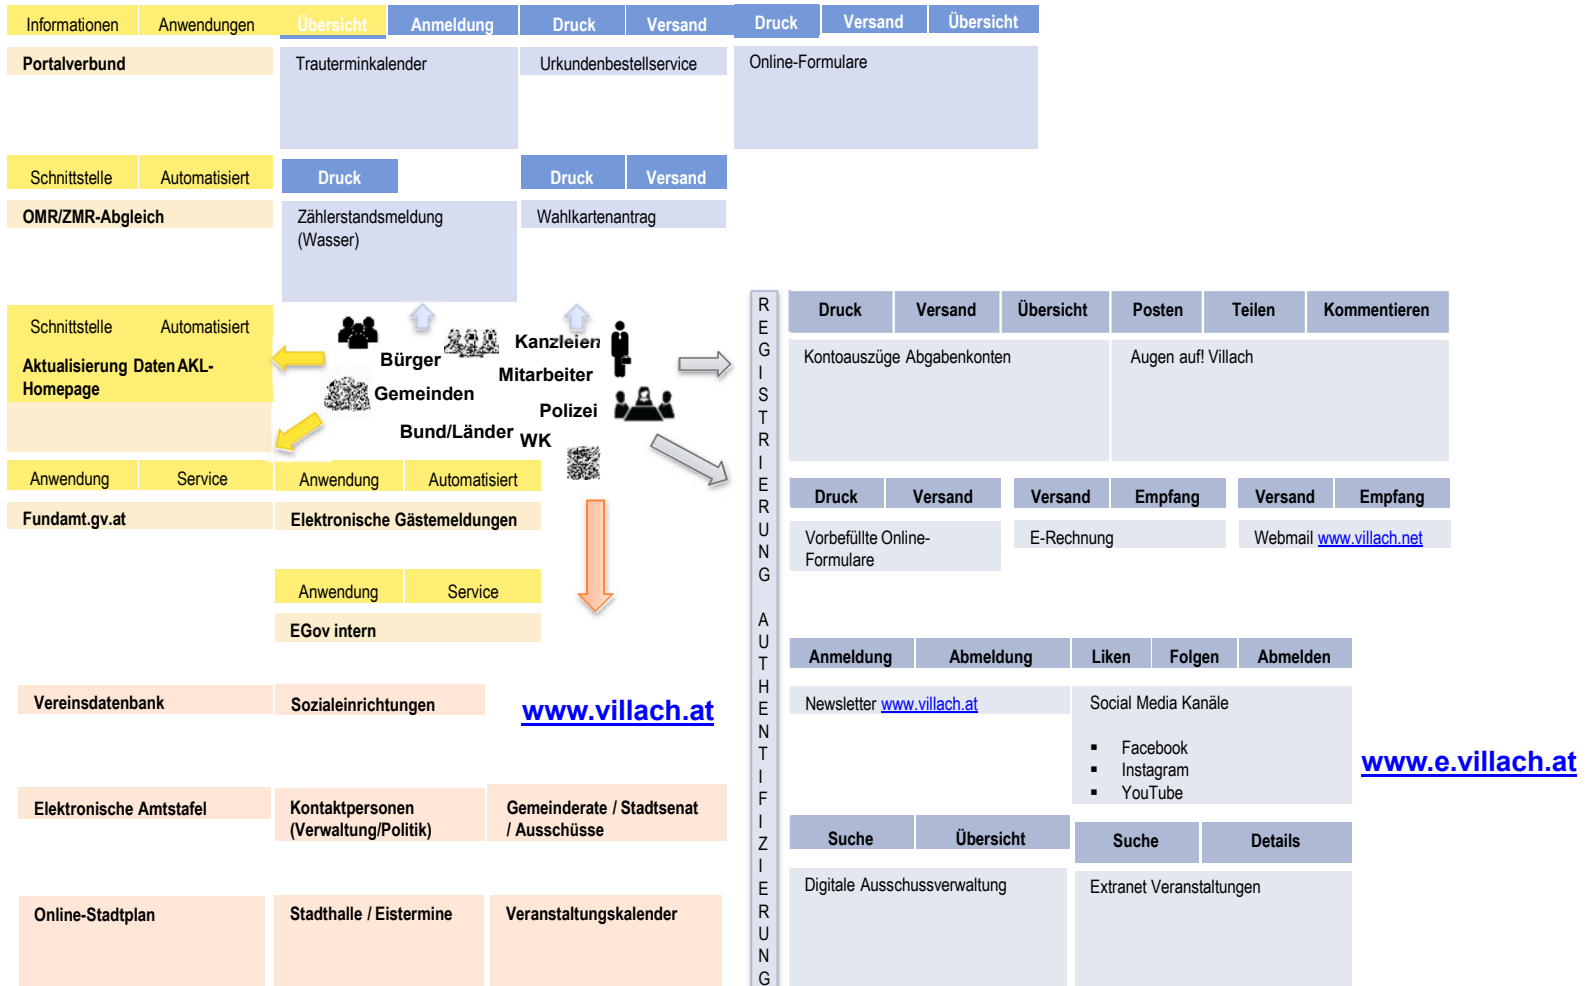 Informationen Anwendungen Übersicht Anmeldung Druck Versand Druck Versand Übersicht
Portalverbund Trauterminkalender Urkundenbestellservice Online-Formulare
Schnittstelle Automatisiert Druck Druck Versand
OMR/ZMR-Abgleich Zählerstandsmeldung Wahlkartenantrag
(Wasser)
Schnittstelle Automatisiert
Aktualisierung Daten AKL-
Homepage
Bürger
Kanzleien
Mitarbeiter
Gemeinden
Polizei
Bund/Länder
WK
Anwendung Service Anwendung Automatisiert
Fundamt.gv.at Elektronische Gästemeldungen
Anwendung Service
EGov intern
Vereinsdatenbank Sozialeinrichtungen
www.villach.at
Elektronische Amtstafel Kontaktpersonen Gemeinderate / Stadtsenat
(Verwaltung/Politik) / Ausschüsse
Online-Stadtplan Stadthalle / Eistermine Veranstaltungskalender
REGISTRIERUNG AUTHENTIFIZIERUNG
Druck Versand Übersicht Posten Teilen Kommentieren
Kontoauszüge Abgabenkonten Augen auf! Villach
Druck Versand Versand Empfang Versand Empfang
Vorbefüllte Online- E-Rechnung Webmail www.villach.net
Formulare
Anmeldung Abmeldung Liken Folgen Abmelden
Newsletter www.villach.at Social Media Kanäle
▪ Facebook
▪ Instagram
▪ YouTube
www.e.villach.at
Suche Übersicht Suche Details
Digitale Ausschussverwaltung Extranet Veranstaltungen